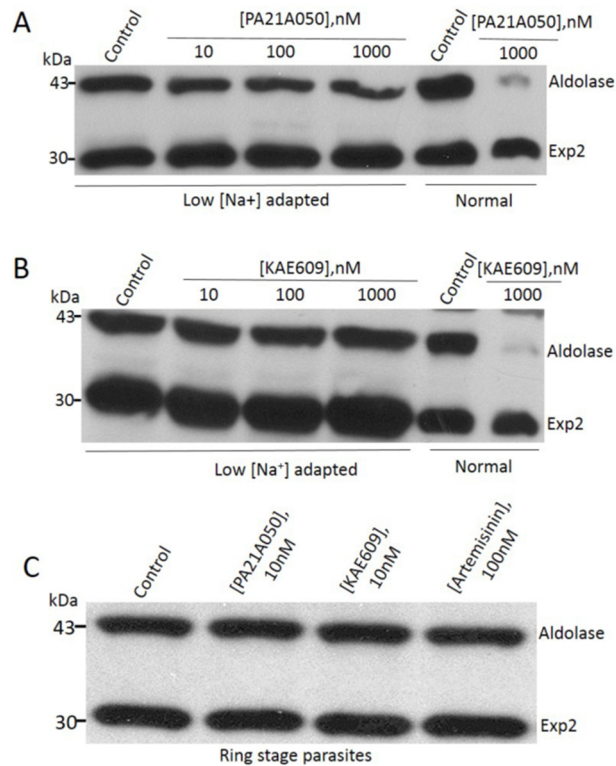 A
Control
[PA21A050],nM
Control
[PA21A050],nM
kDa
10
100
1000
1000
43
Aldolase
30
Exp2
Low [Na+] adapted
Normal
B
Control
[KAE609],nM
Control
[KAE609],nM
kDa
10
100
1000
1000
43
Aldolase
30
Exp2
Low [Na⁺] adapted
Normal
C
Control
[PA21A050],
10nM
[KAE609],
10nM
[Artemisinin],
100nM
kDa
43
Aldolase
30
Exp2
Ring stage parasites